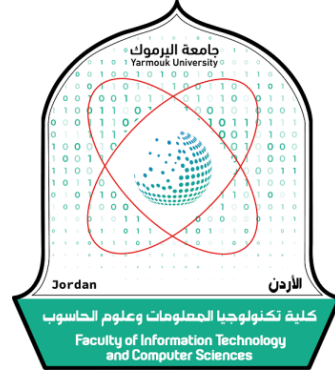 جامعة اليرموك
Yarmouk University
Jordan
الأردن
كلية تكنولوجيا المعلومات وعلوم الحاسوب
Faculty of Information Technology
and Computer Sciences